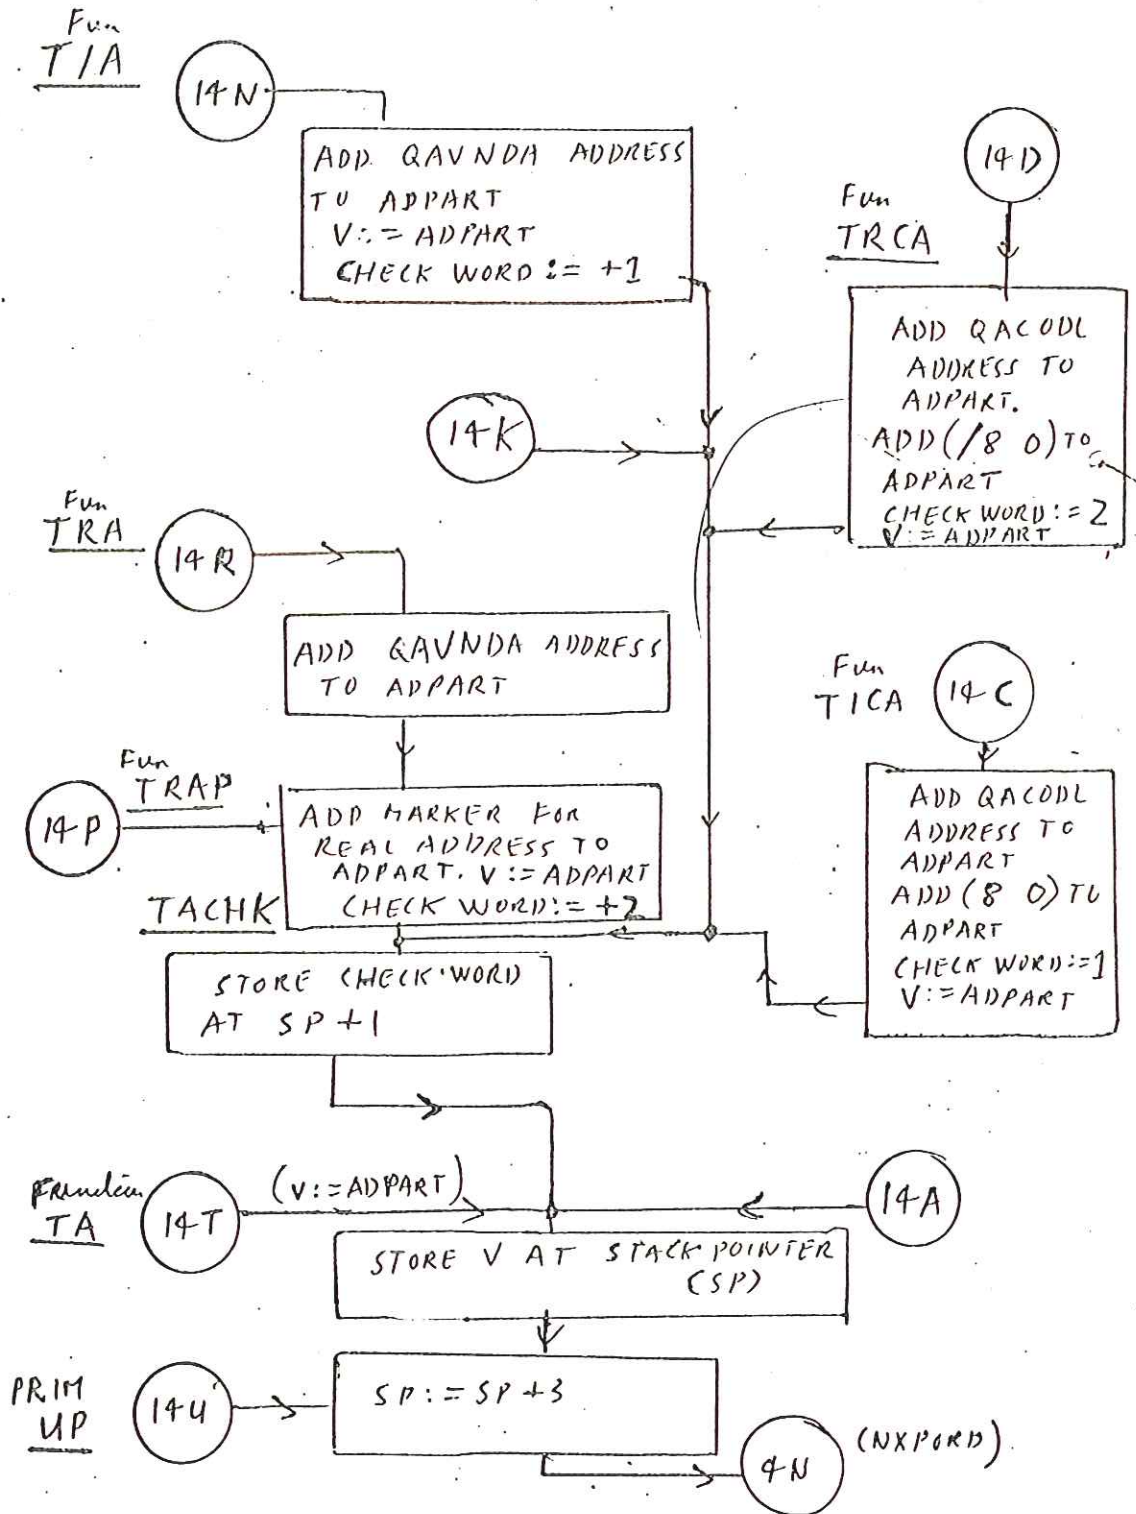 Fun
TIA
14N
ADD QAVNDA ADDRESS
TO ADPART
V:= ADPART
CHECK WORD := +1
14D
Fun
TRCA
ADD QACODL
ADDRESS TO
ADPART.
ADD (/8 0) TO
ADPART
CHECK WORD:= 2
V:= ADPART
14K
Fun
TRA
14R
ADD QAVNDA ADDRESS
TO ADPART
Fun
TICA
14C
ADD QACODL
ADDRESS TO
ADPART
ADD (8 0) TO
ADPART
CHECK WORD:=1
V:=ADPART
Fun
TRAP
14P
ADD MARKER FOR
REAL ADDRESS TO
ADPART. V:=ADPART
CHECK WORD:= +2
TACHK
STORE CHECK WORD
AT SP+1
Function
TA
14T
(V:=ADPART)
14A
STORE V AT STACK POINTER
(SP)
PRIM
UP
14U
SP:= SP+3
4N
(NXPORD)